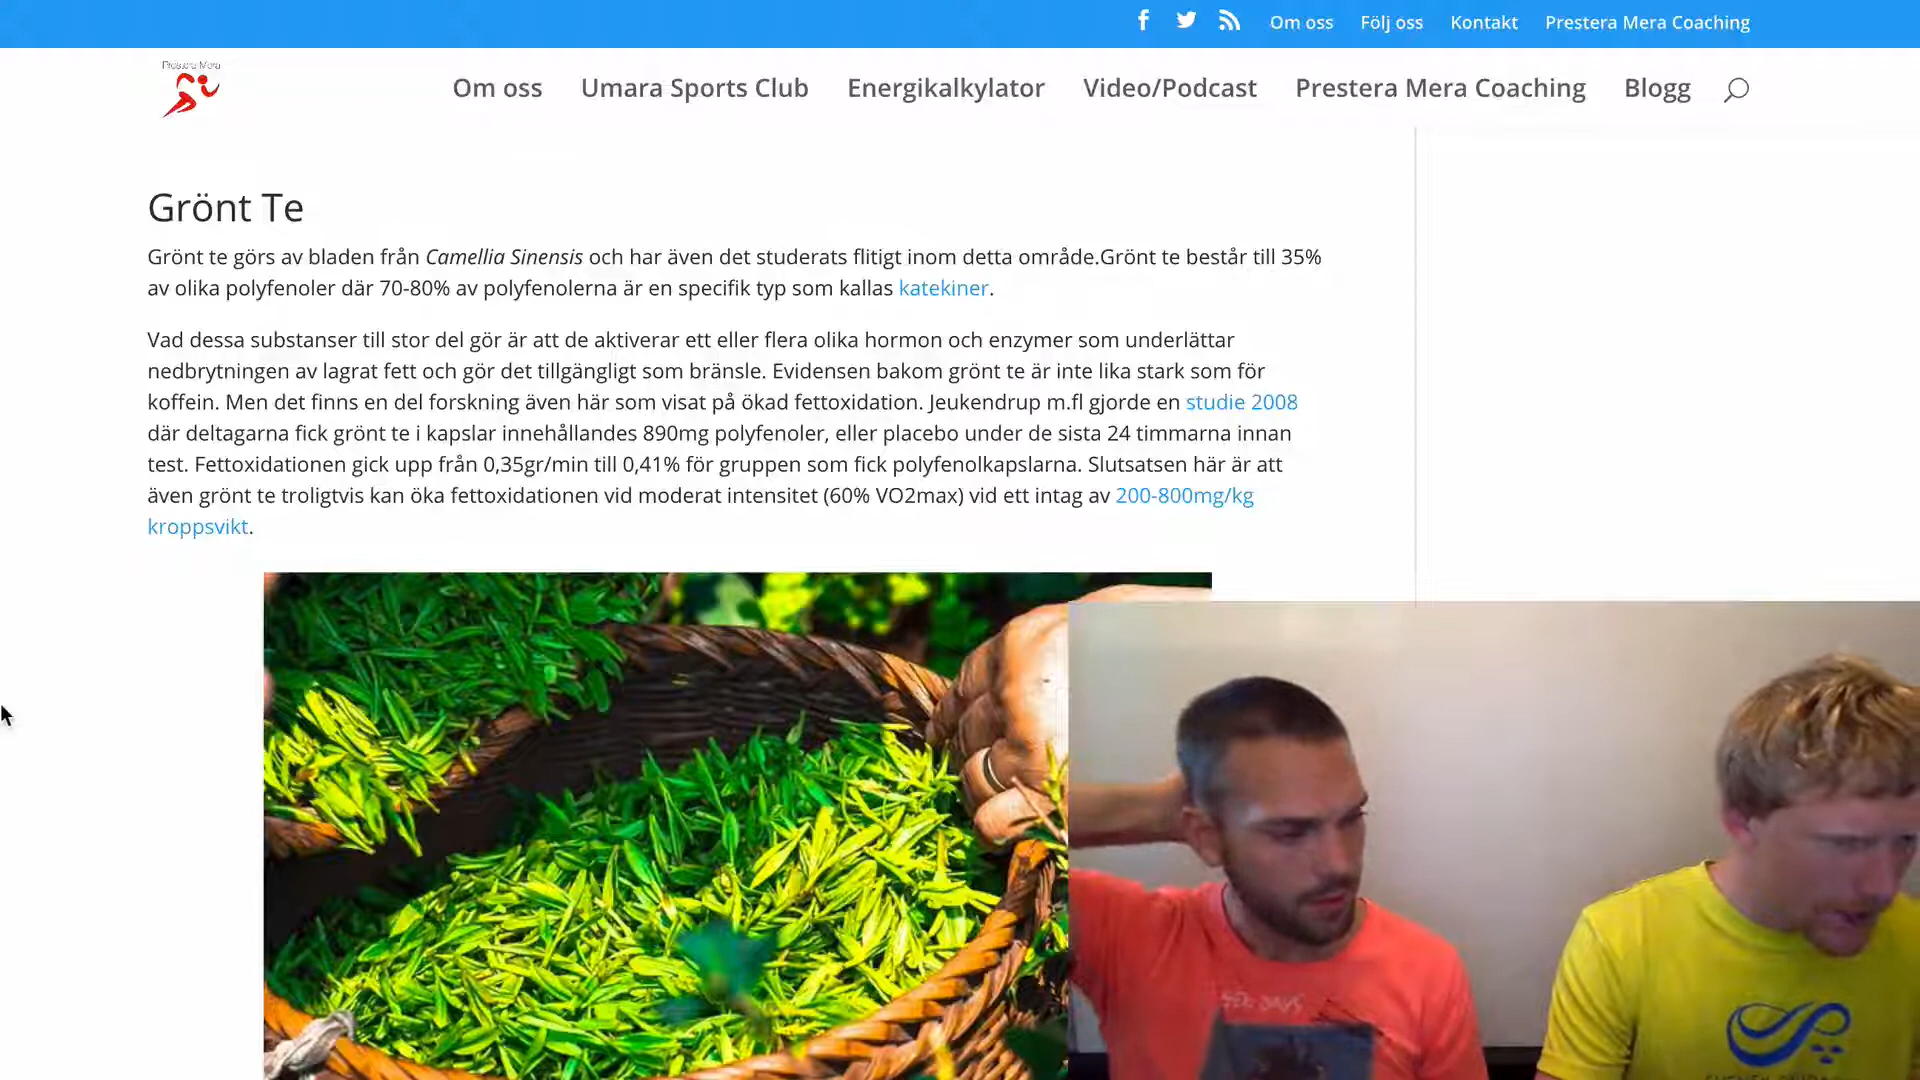 Om oss Följ oss Kontakt Prestera Mera Coaching
Prestera Mera
Om oss Umara Sports Club Energikalkylator Video/Podcast Prestera Mera Coaching Blogg
Grönt Te
Grönt te görs av bladen från Camellia Sinensis och har även det studerats flitigt inom detta område.Grönt te består till 35%
av olika polyfenoler där 70-80% av polyfenolerna är en specifik typ som kallas katekiner.
Vad dessa substanser till stor del gör är att de aktiverar ett eller flera olika hormon och enzymer som underlättar
nedbrytningen av lagrat fett och gör det tillgängligt som bränsle. Evidensen bakom grönt te är inte lika stark som för
koffein. Men det finns en del forskning även här som visat på ökad fettoxidation. Jeukendrup m.fl gjorde en studie 2008
där deltagarna fick grönt te i kapslar innehållandes 890mg polyfenoler, eller placebo under de sista 24 timmarna innan
test. Fettoxidationen gick upp från 0,35gr/min till 0,41% för gruppen som fick polyfenolkapslarna. Slutsatsen här är att
även grönt te troligtvis kan öka fettoxidationen vid moderat intensitet (60% VO2max) vid ett intag av 200-800mg/kg
kroppsvikt.